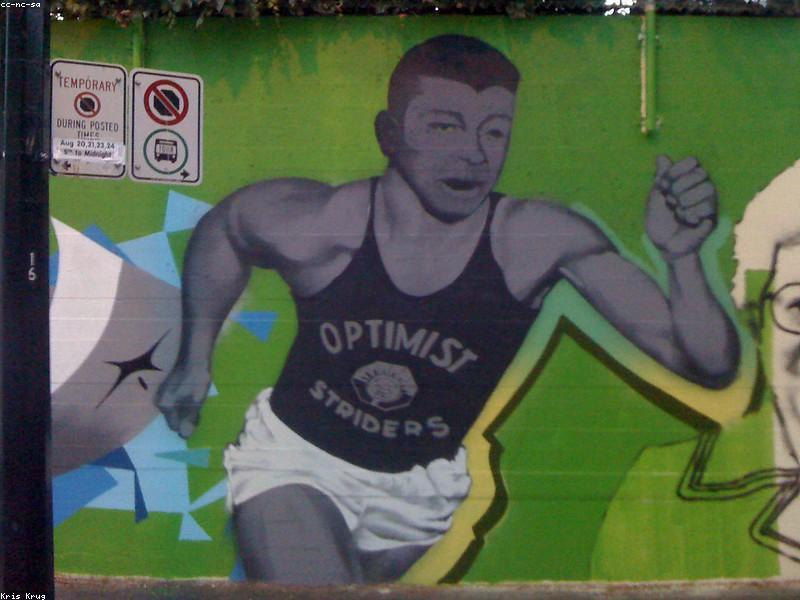 cc-nc-sa
TEMPORARY
DURING POSTED
TIMES
Aug 20,21,23,24
to Midnight
TOUR
16
OPTIMIST
STRIDERS
Kris Krug